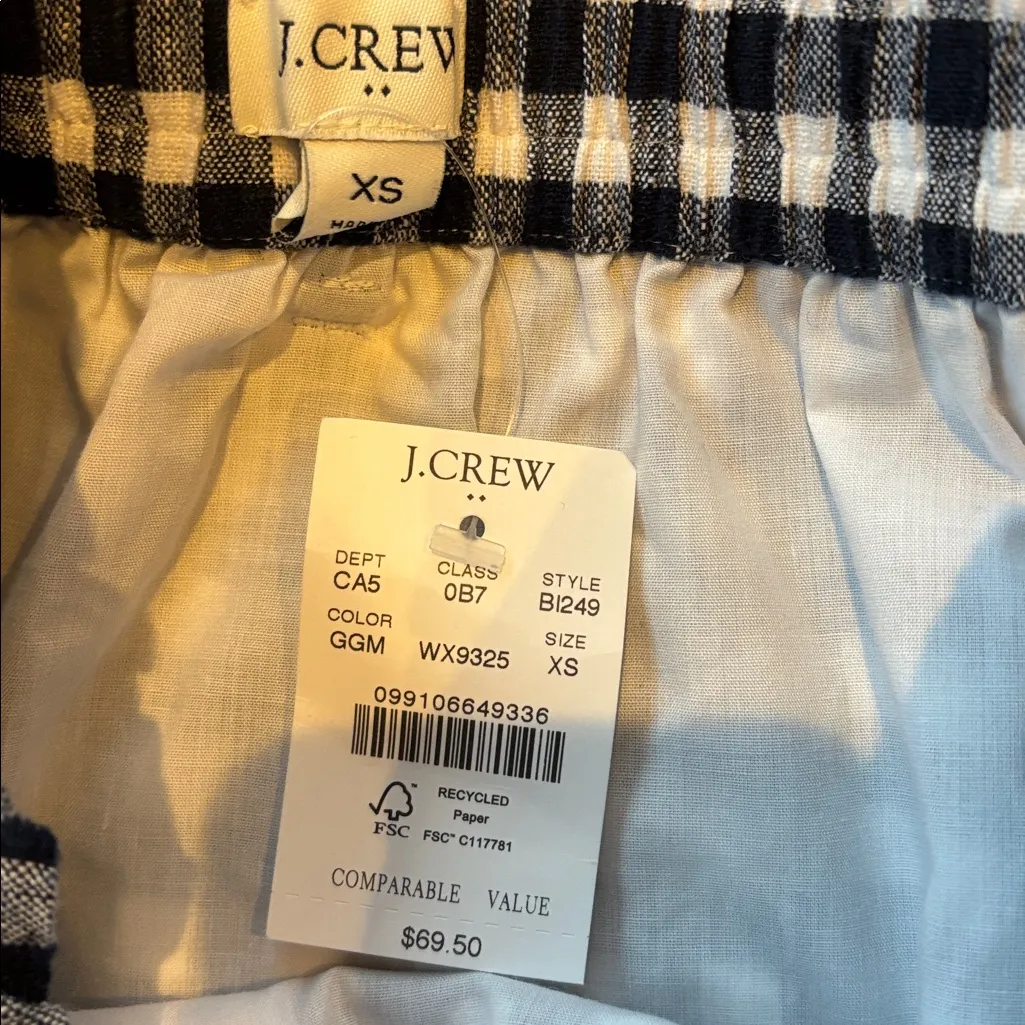 J.CREW
XS
J.CREW
DEPT CLASS STYLE
CA5 0B7 BI249
COLOR SIZE
GGM WX9325 XS
099106649336
RECYCLED
Paper
FSC™ FSC™ C117781
COMPARABLE VALUE
$69.50